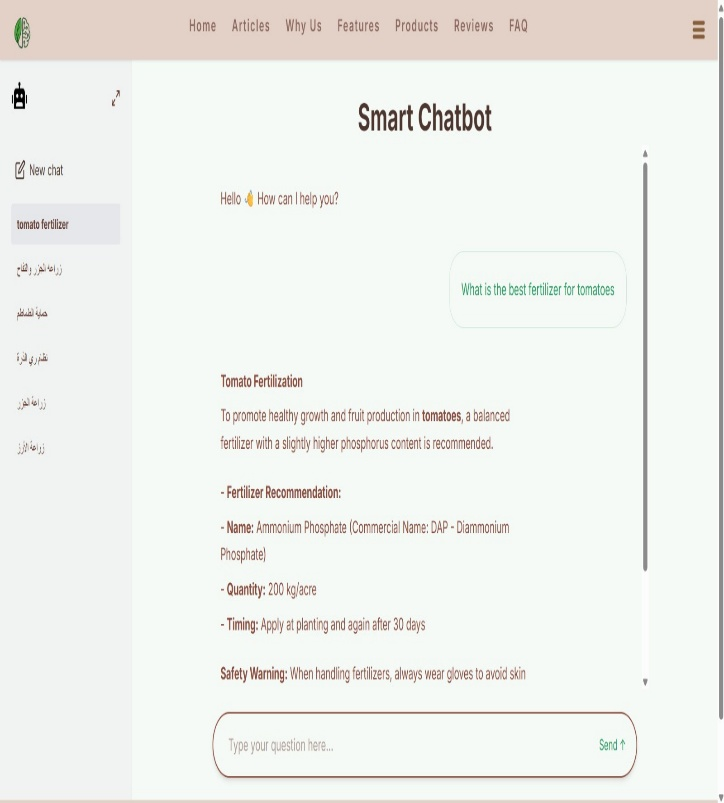 Home Articles Why Us Features Products Reviews FAQ
New chat
tomato fertilizer
زراعة الجزر والتفاح
حماية الطماطم
نظام ري الذرة
زراعة الجزر
زراعة الأرز
Smart Chatbot
Hello 👋 How can I help you?
What is the best fertilizer for tomatoes
Tomato Fertilization
To promote healthy growth and fruit production in tomatoes, a balanced
fertilizer with a slightly higher phosphorus content is recommended.
- Fertilizer Recommendation:
- Name: Ammonium Phosphate (Commercial Name: DAP - Diammonium
Phosphate)
- Quantity: 200 kg/acre
- Timing: Apply at planting and again after 30 days
Safety Warning: When handling fertilizers, always wear gloves to avoid skin
Type your question here...
Send ↑